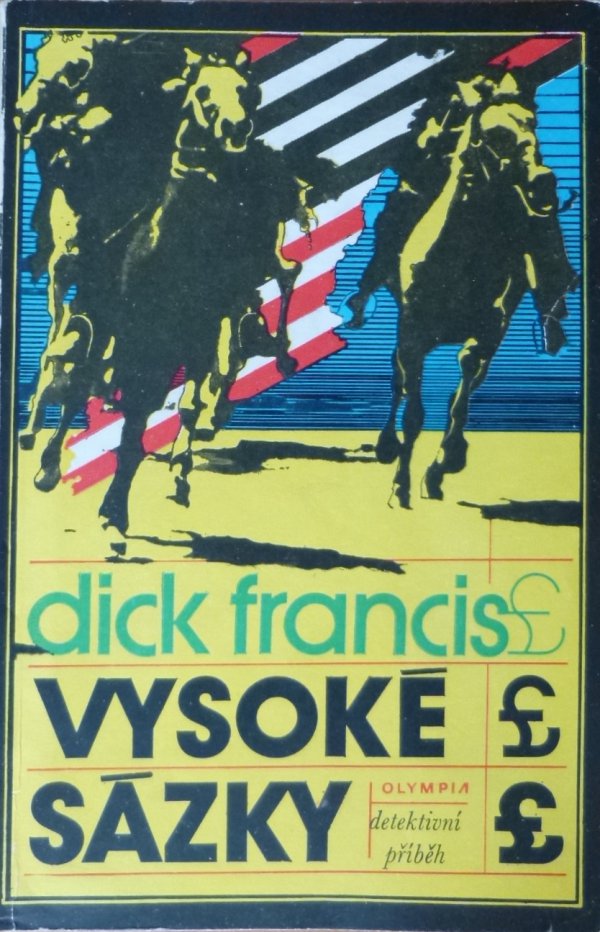 dick francis £
VYSOKÉ £
SÁZKY £
OLYMPIA
detektivní
příběh